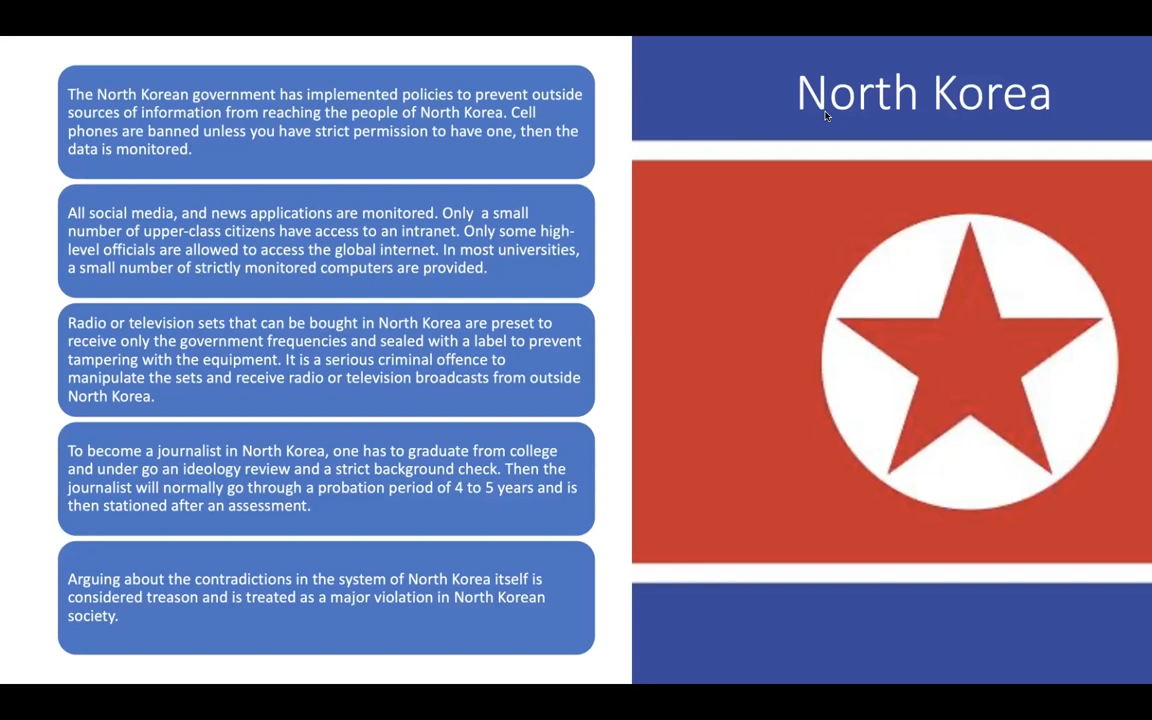 North Korea
The North Korean government has implemented policies to prevent outside
sources of information from reaching the people of North Korea. Cell
phones are banned unless you have strict permission to have one, then the
data is monitored.
All social media, and news applications are monitored. Only  a small
number of upper-class citizens have access to an intranet. Only some high-
level officials are allowed to access the global internet. In most universities,
a small number of strictly monitored computers are provided.
Radio or television sets that can be bought in North Korea are preset to
receive only the government frequencies and sealed with a label to prevent
tampering with the equipment. It is a serious criminal offence to
manipulate the sets and receive radio or television broadcasts from outside
North Korea.
To become a journalist in North Korea, one has to graduate from college
and under go an ideology review and a strict background check. Then the
journalist will normally go through a probation period of 4 to 5 years and is
then stationed after an assessment.
Arguing about the contradictions in the system of North Korea itself is
considered treason and is treated as a major violation in North Korean
society.